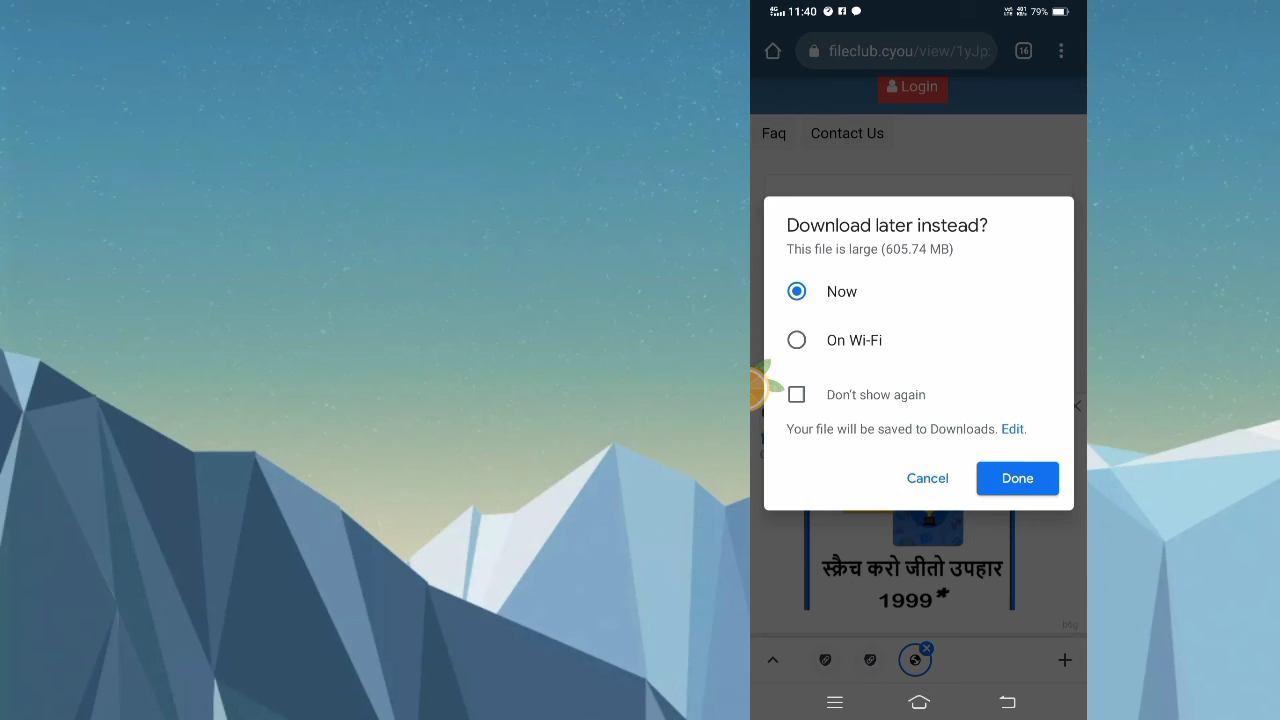 4G 11:40 79%
fileclub.cyou/view/1yJp
16
Login
Faq Contact Us
Download later instead?
This file is large (605.74 MB)
Now
On Wi-Fi
Don't show again
Your file will be saved to Downloads. Edit.
Cancel Done
स्क्रैच करो जीतो उपहार
1999*